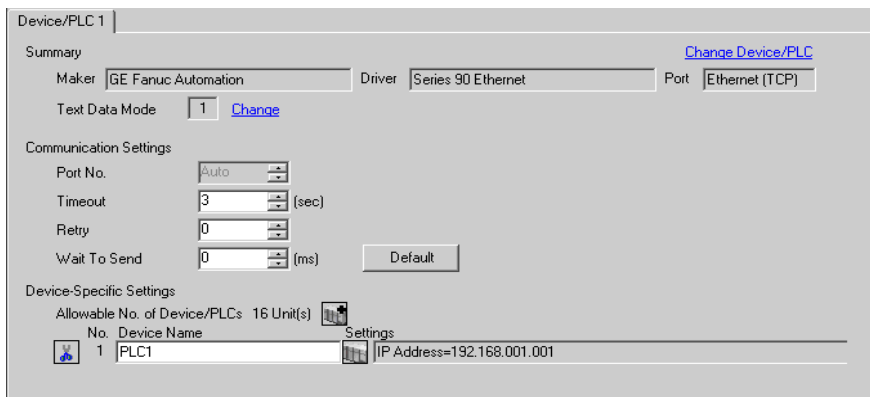 Device/PLC 1
Summary Change Device/PLC
Maker GE Fanuc Automation Driver Series 90 Ethernet Port Ethernet (TCP)
Text Data Mode 1 Change
Communication Settings
Port No. Auto
Timeout 3 (sec)
Retry 0
Wait To Send 0 (ms) Default
Device-Specific Settings
Allowable No. of Device/PLCs 16 Unit(s)
No. Device Name Settings
1 PLC1 IP Address=192.168.001.001